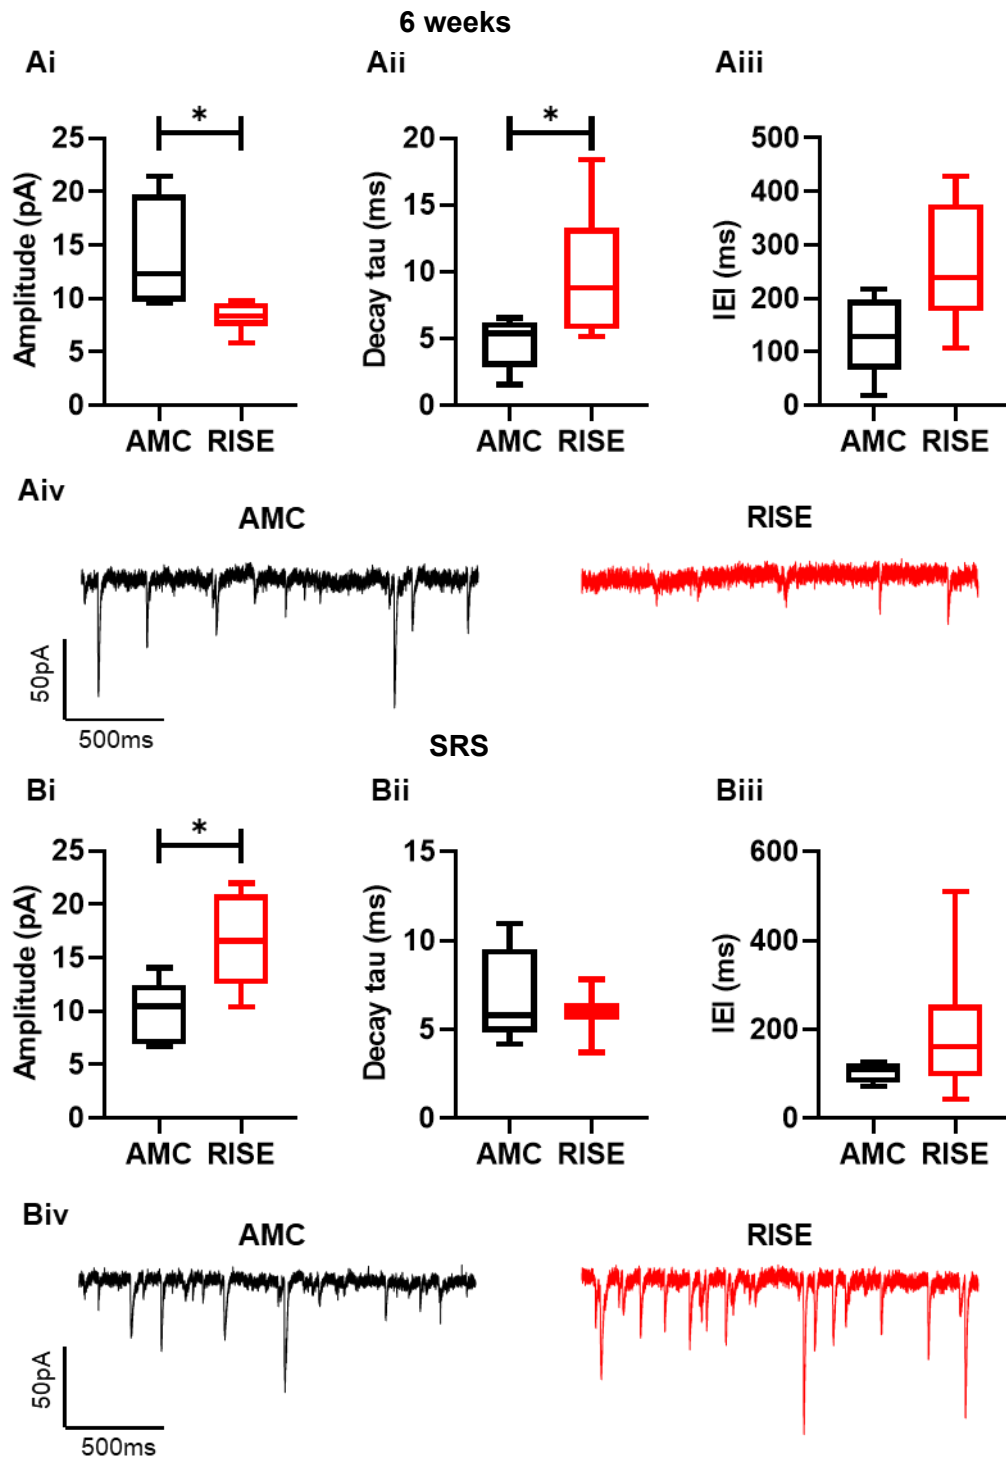 6 weeks
Ai
Aii
Aiii
*
*
Amplitude (pA)
25
20
15
10
5
0
AMC RISE
Decay tau (ms)
20
15
10
5
0
AMC RISE
IEI (ms)
500
400
300
200
100
0
AMC RISE
Aiv
AMC
RISE
50pA
500ms
SRS
Bi
Bii
Biii
*
Amplitude (pA)
25
20
15
10
5
0
AMC RISE
Decay tau (ms)
15
10
5
0
AMC RISE
IEI (ms)
600
400
200
0
AMC RISE
Biv
AMC
RISE
50pA
500ms